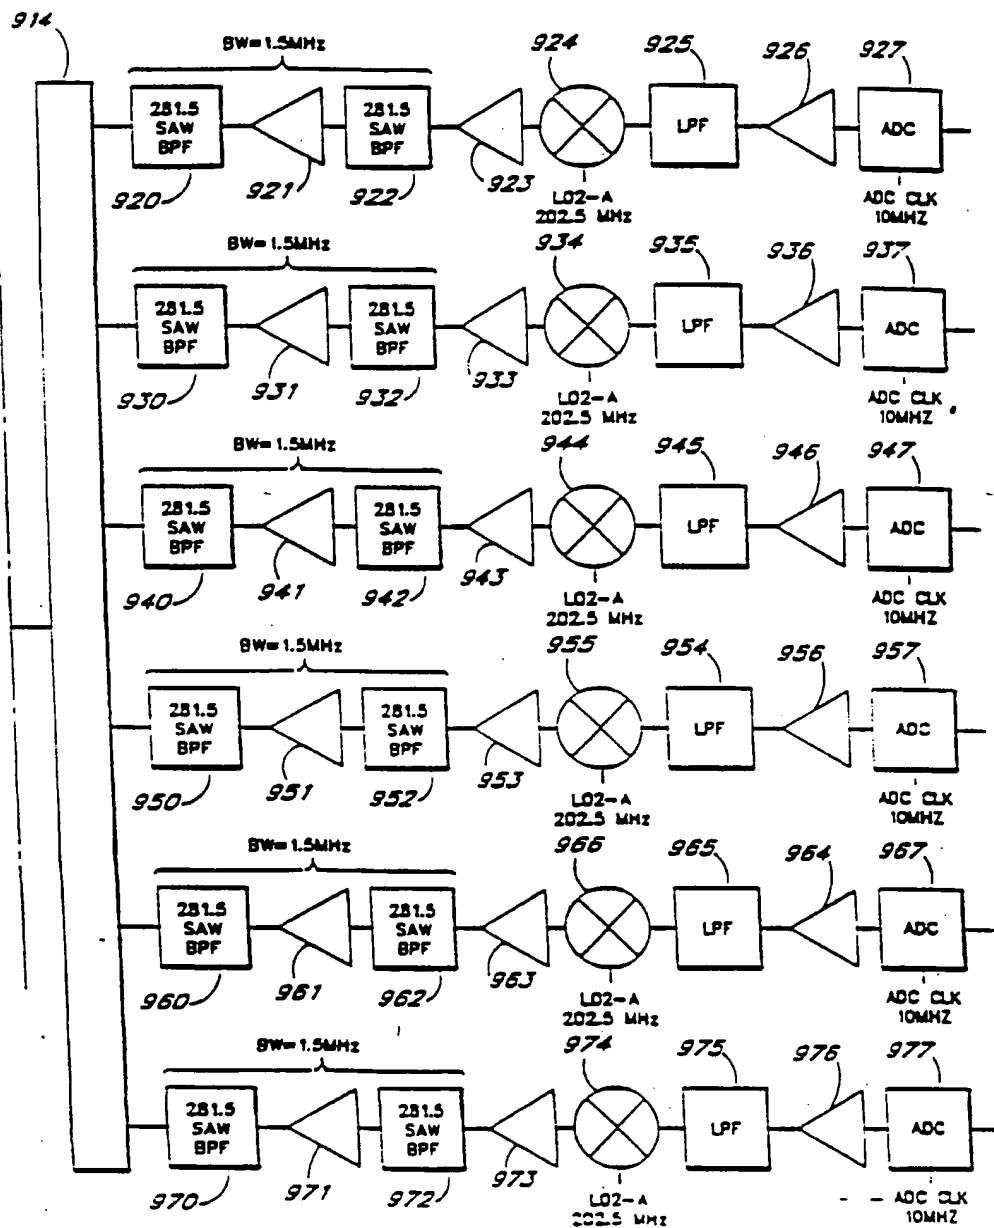 914
BW=1.5MHz
924 925 926 927
281.5 SAW BPF
281.5 SAW BPF
LPF
ADC
920 921 922 923
LO2-A 202.5 MHz
ADC CLK 10MHZ
BW=1.5MHz
934 935 936 937
281.5 SAW BPF
281.5 SAW BPF
LPF
ADC
930 931 932 933
LO2-A 202.5 MHz
ADC CLK 10MHZ
BW=1.5MHz
944 945 946 947
281.5 SAW BPF
281.5 SAW BPF
LPF
ADC
940 941 942 943
LO2-A 202.5 MHz
ADC CLK 10MHZ
BW=1.5MHz
955 954 956 957
281.5 SAW BPF
281.5 SAW BPF
LPF
ADC
950 951 952 953
LO2-A 202.5 MHz
ADC CLK 10MHZ
BW=1.5MHz
966 965 964 967
281.5 SAW BPF
281.5 SAW BPF
LPF
ADC
960 961 962 963
LO2-A 202.5 MHz
ADC CLK 10MHZ
BW=1.5MHz
974 975 976 977
281.5 SAW BPF
281.5 SAW BPF
LPF
ADC
970 971 972 973
LO2-A 202.5 MHz
ADC CLK 10MHZ